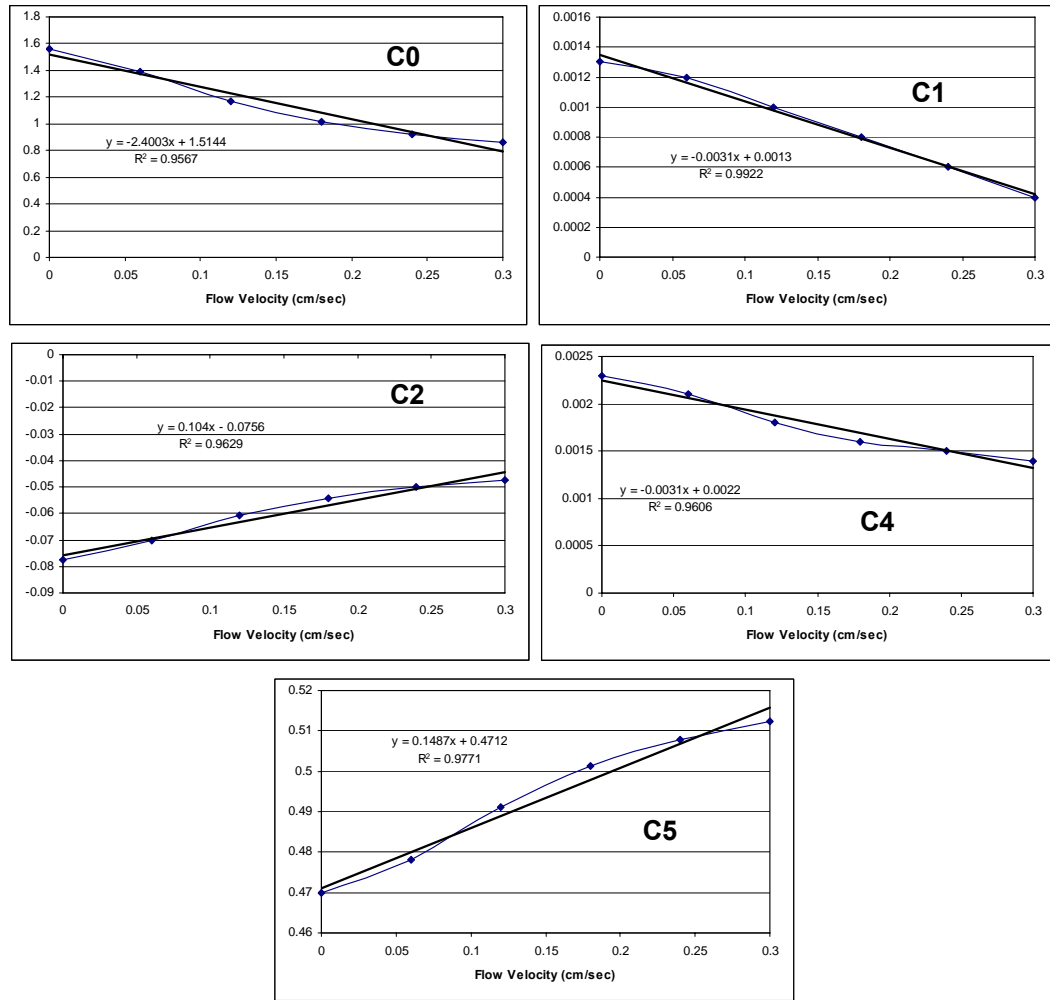 1.8
1.6
1.4
1.2
1
0.8
0.6
0.4
0.2
0
C0
y = -2.4003x + 1.5144
R² = 0.9567
0 0.05 0.1 0.15 0.2 0.25 0.3
Flow Velocity (cm/sec)
0.0016
0.0014
0.0012
0.001
0.0008
0.0006
0.0004
0.0002
0
C1
y = -0.0031x + 0.0013
R² = 0.9922
0 0.05 0.1 0.15 0.2 0.25 0.3
Flow Velocity (cm/sec)
0
-0.01
-0.02
-0.03
-0.04
-0.05
-0.06
-0.07
-0.08
-0.09
C2
y = 0.104x - 0.0756
R² = 0.9629
0 0.05 0.1 0.15 0.2 0.25 0.3
Flow Velocity (cm/sec)
0.0025
0.002
0.0015
0.001
0.0005
0
y = -0.0031x + 0.0022
R² = 0.9606
C4
0 0.05 0.1 0.15 0.2 0.25 0.3
Flow Velocity (cm/sec)
0.52
0.51
0.5
0.49
0.48
0.47
0.46
y = 0.1487x + 0.4712
R² = 0.9771
C5
0 0.05 0.1 0.15 0.2 0.25 0.3
Flow Velocity (cm/sec)